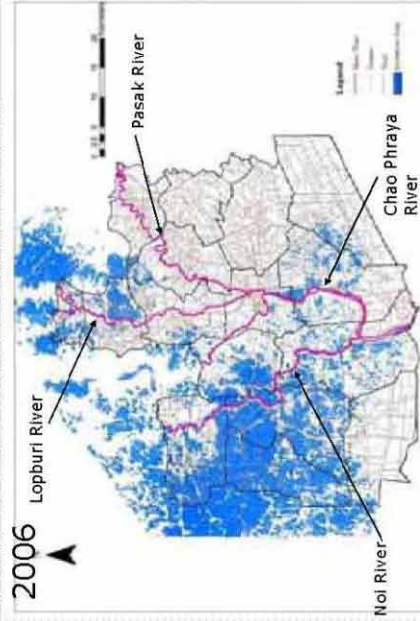 2006
Lopburi River
Pasak River
Chao Phraya
River
Noi River
Legend